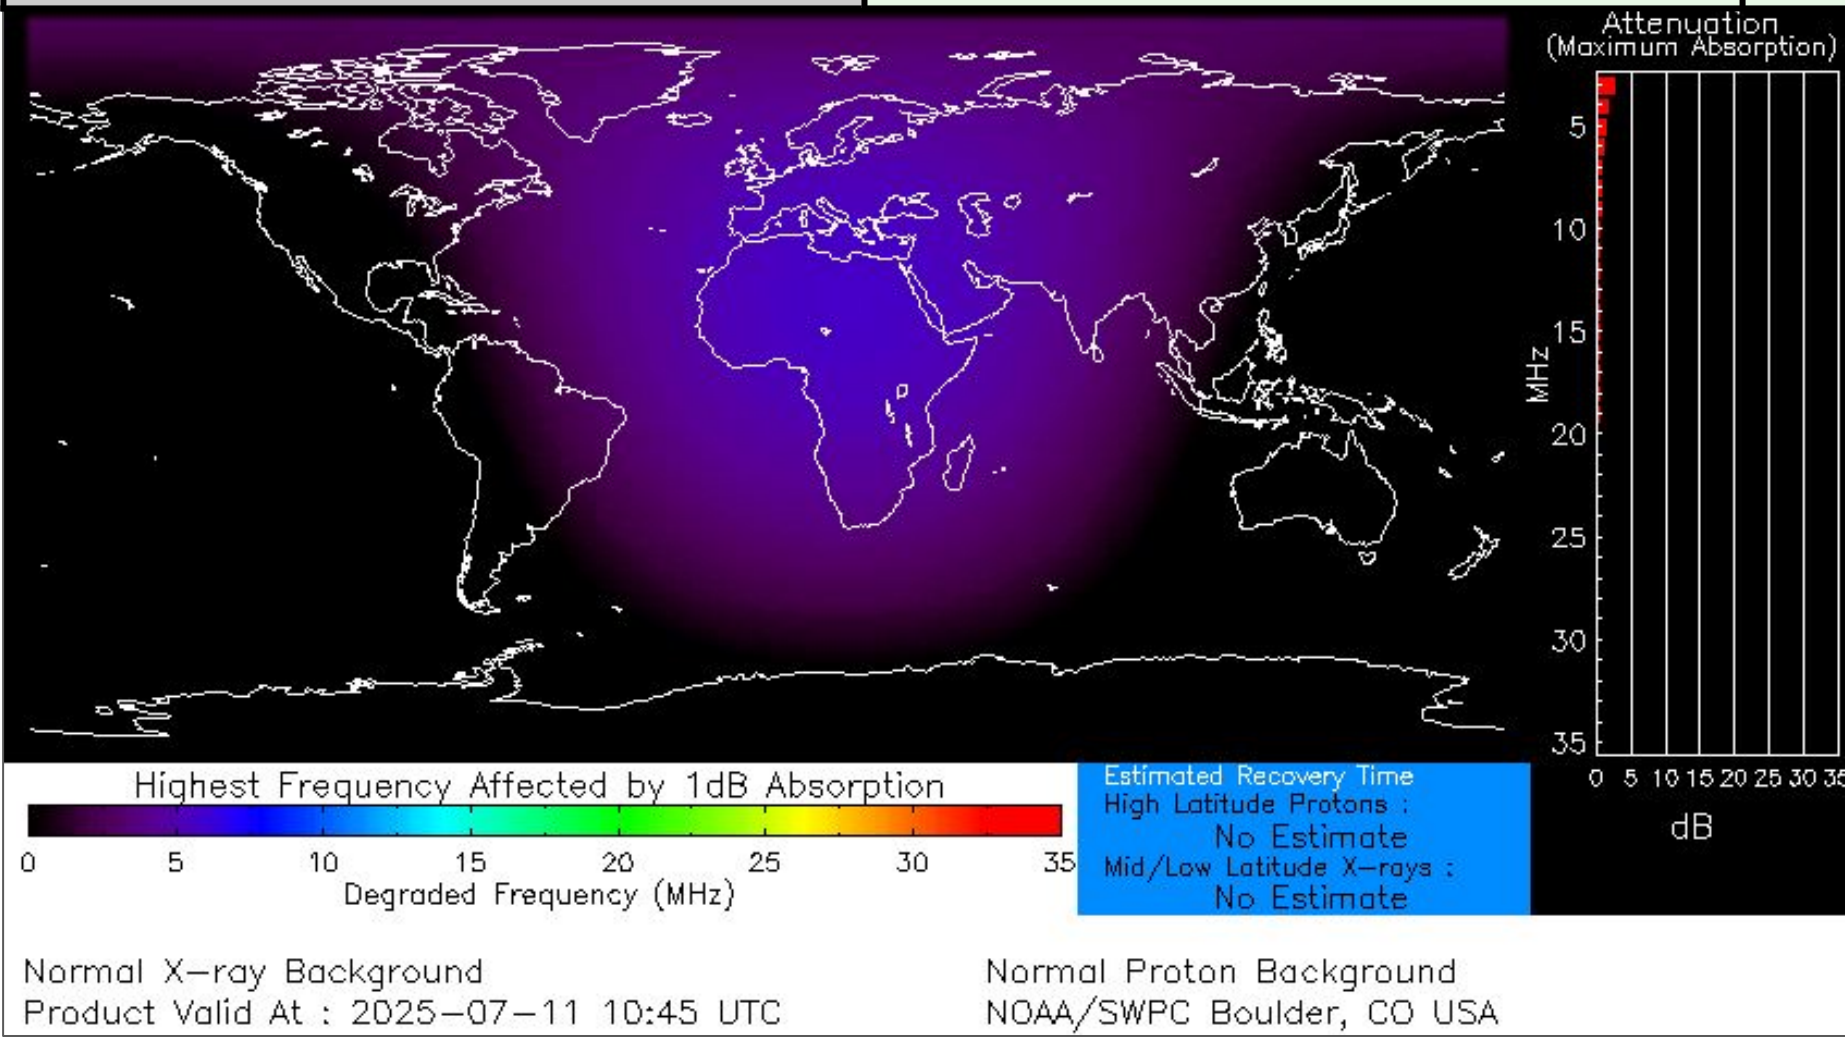 Attenuation
(Maximum Absorption)
5
10
15
20
25
30
35
MHz
0 5 10 15 20 25 30 35
dB
Highest Frequency Affected by 1dB Absorption
0 5 10 15 20 25 30 35
Degraded Frequency (MHz)
Estimated Recovery Time
High Latitude Protons :
No Estimate
Mid/Low Latitude X-rays :
No Estimate
Normal X-ray Background
Product Valid At : 2025-07-11 10:45 UTC
Normal Proton Background
NOAA/SWPC Boulder, CO USA